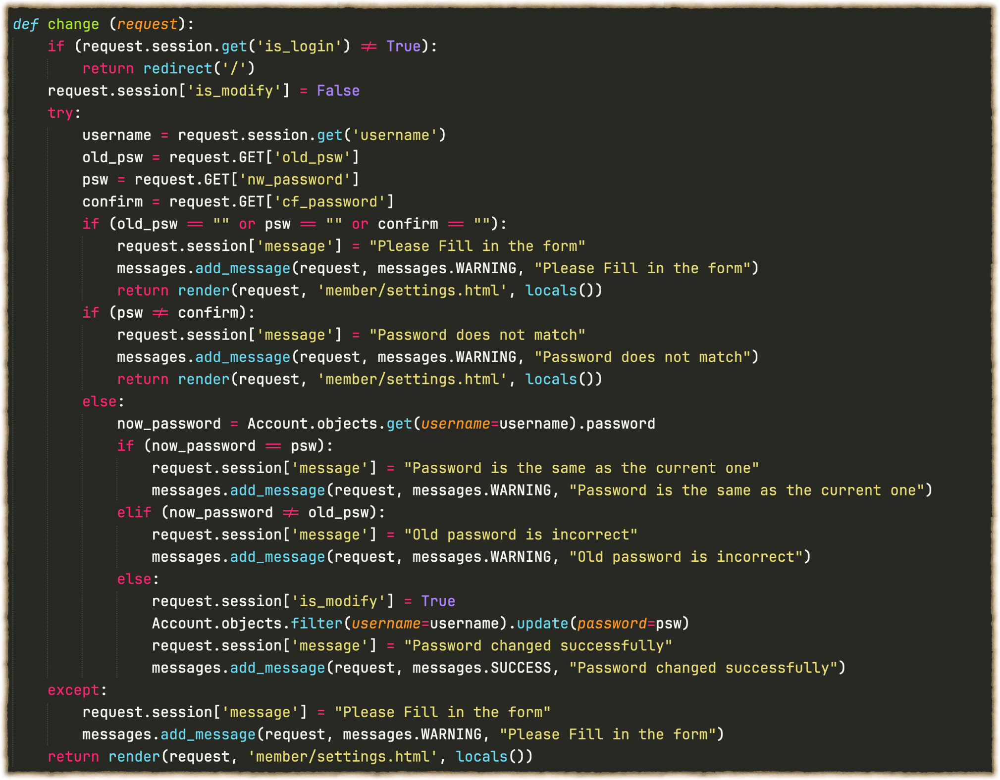 def change (request):
    if (request.session.get('is_login') != True):
        return redirect('/')
    request.session['is_modify'] = False
    try:
        username = request.session.get('username')
        old_psw = request.GET['old_psw']
        psw = request.GET['nw_password']
        confirm = request.GET['cf_password']
        if (old_psw == "" or psw == "" or confirm == ""):
            request.session['message'] = "Please Fill in the form"
            messages.add_message(request, messages.WARNING, "Please Fill in the form")
            return render(request, 'member/settings.html', locals())
        if (psw != confirm):
            request.session['message'] = "Password does not match"
            messages.add_message(request, messages.WARNING, "Password does not match")
            return render(request, 'member/settings.html', locals())
        else:
            now_password = Account.objects.get(username=username).password
            if (now_password == psw):
                request.session['message'] = "Password is the same as the current one"
                messages.add_message(request, messages.WARNING, "Password is the same as the current one")
            elif (now_password != old_psw):
                request.session['message'] = "Old password is incorrect"
                messages.add_message(request, messages.WARNING, "Old password is incorrect")
            else:
                request.session['is_modify'] = True
                Account.objects.filter(username=username).update(password=psw)
                request.session['message'] = "Password changed successfully"
                messages.add_message(request, messages.SUCCESS, "Password changed successfully")
    except:
        request.session['message'] = "Please Fill in the form"
        messages.add_message(request, messages.WARNING, "Please Fill in the form")
    return render(request, 'member/settings.html', locals())